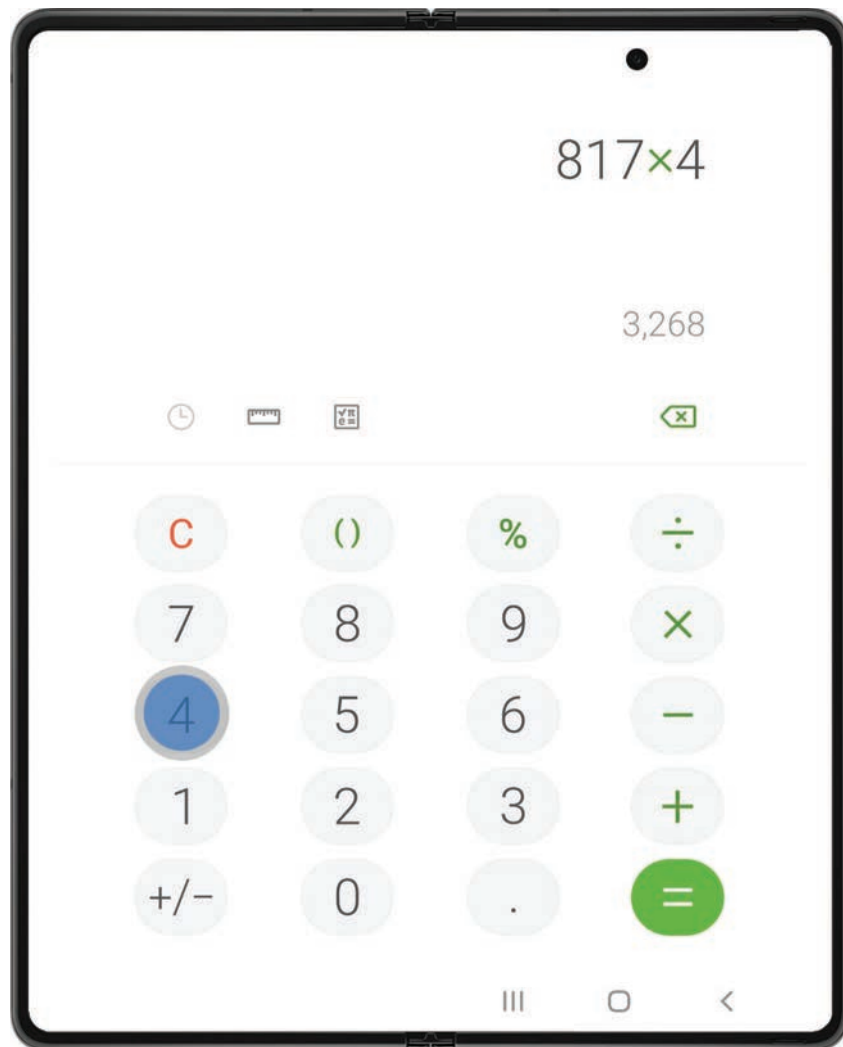 817×4
3,268
√π
e=
C () % ÷
7 8 9 ×
4 5 6 −
1 2 3 +
+/− 0 . =